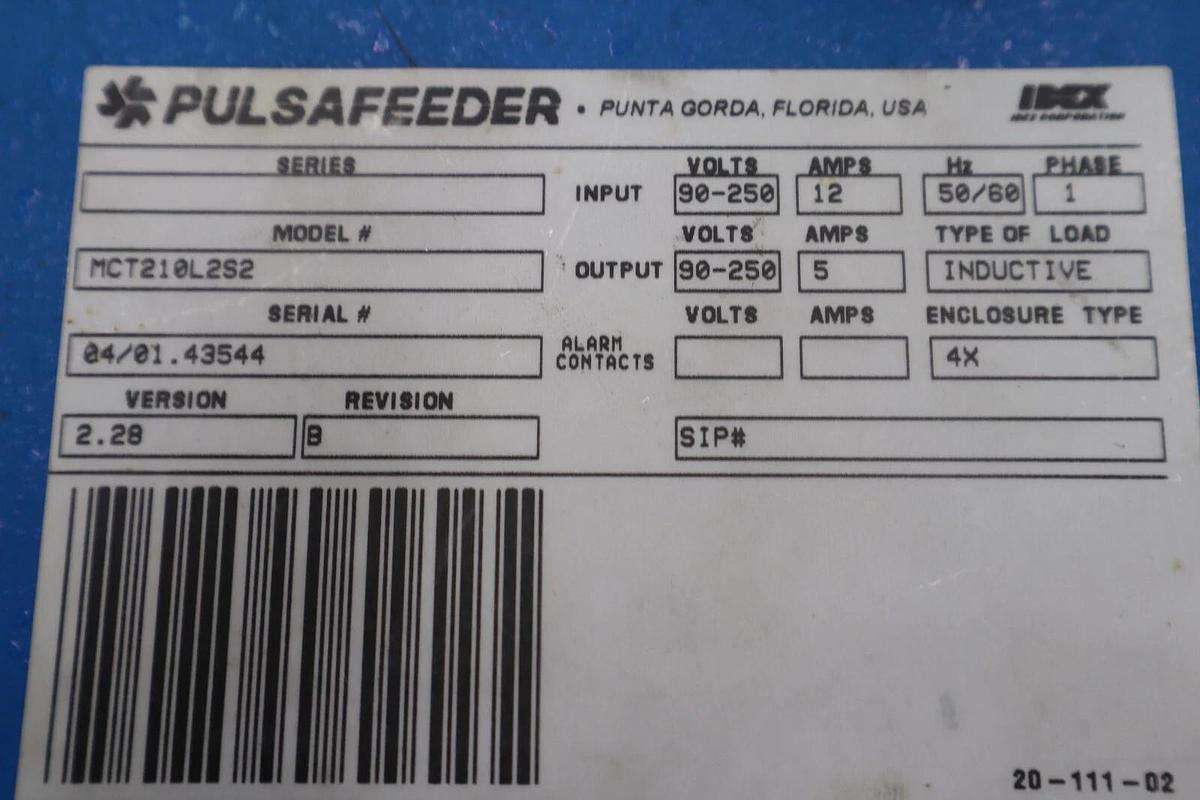 PULSAFEEDER • PUNTA GORDA, FLORIDA, USA IDEX
IDEX CORPORATION
SERIES VOLTS AMPS Hz PHASE
INPUT 90-250 12 50/60 1
MODEL # VOLTS AMPS TYPE OF LOAD
MCT210L2S2 OUTPUT 90-250 5 INDUCTIVE
SERIAL # VOLTS AMPS ENCLOSURE TYPE
04/01.43544 ALARM CONTACTS 4X
VERSION REVISION
2.28 B SIP#
20-111-02